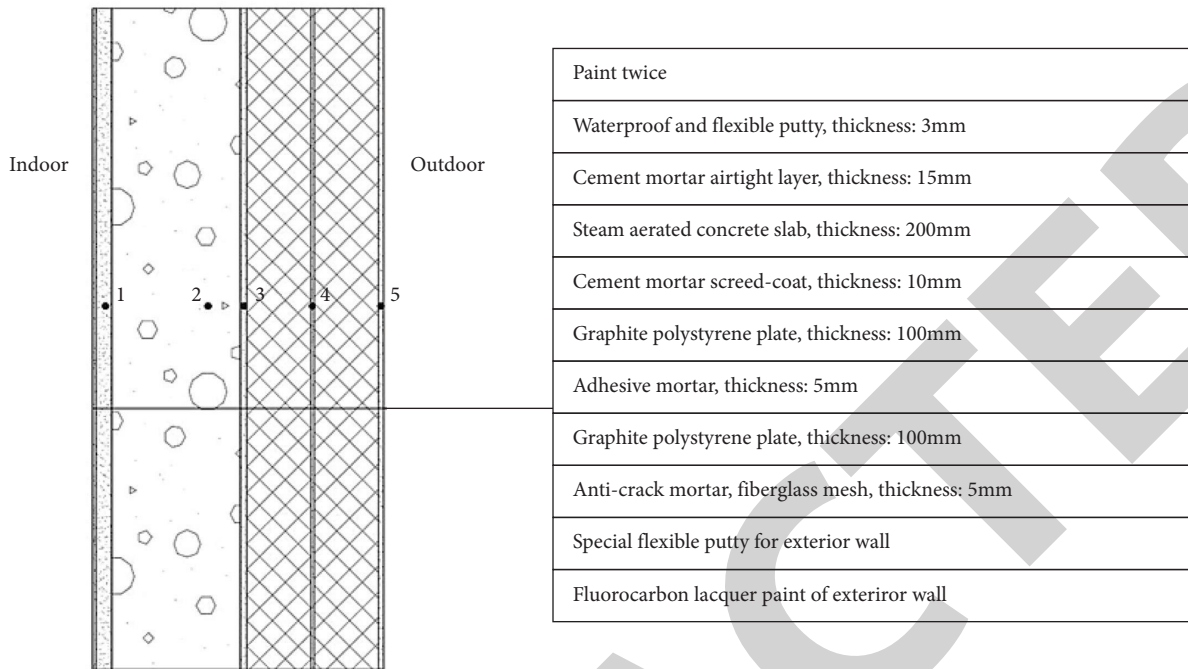 Indoor
Outdoor
1
2
3
4
5
Paint twice
Waterproof and flexible putty, thickness: 3mm
Cement mortar airtight layer, thickness: 15mm
Steam aerated concrete slab, thickness: 200mm
Cement mortar screed-coat, thickness: 10mm
Graphite polystyrene plate, thickness: 100mm
Adhesive mortar, thickness: 5mm
Graphite polystyrene plate, thickness: 100mm
Anti-crack mortar, fiberglass mesh, thickness: 5mm
Special flexible putty for exterior wall
Fluorocarbon lacquer paint of exteriror wall
CTE